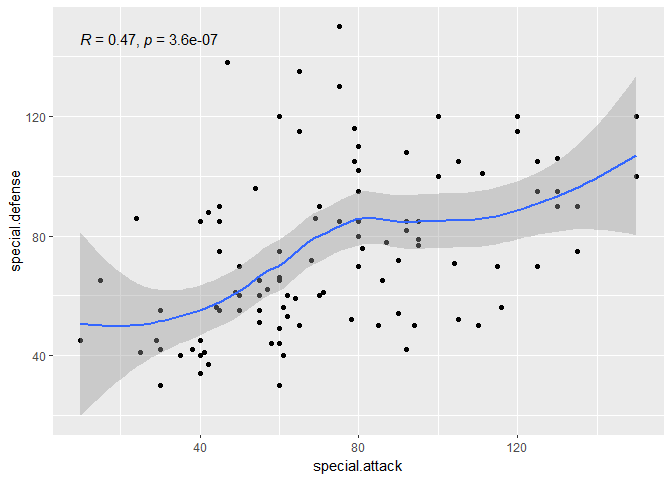 R = 0.47, p = 3.6e-07
120
80
40
special.defense
40 80 120
special.attack